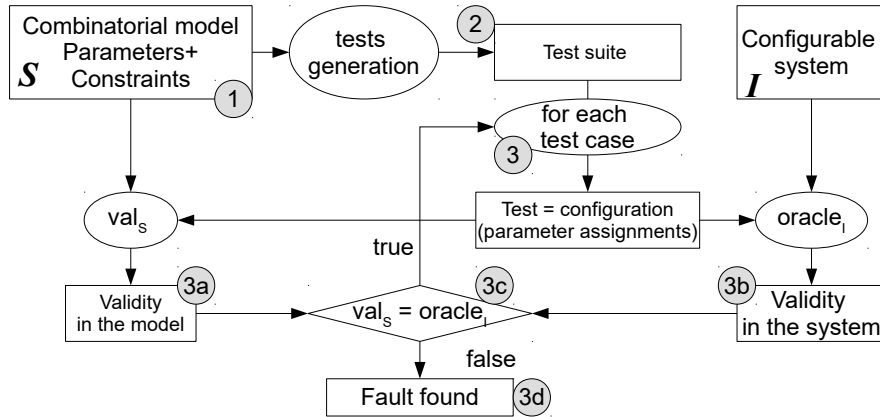 Combinatorial model
Parameters+
Constraints
S
1
tests
generation
2
Test suite
Configurable
system
I
for each
test case
3
val_S
Test = configuration
(parameter assignments)
oracle_I
true
3a
Validity
in the model
3c
val_S = oracle_I
3b
Validity
in the system
false
Fault found
3d